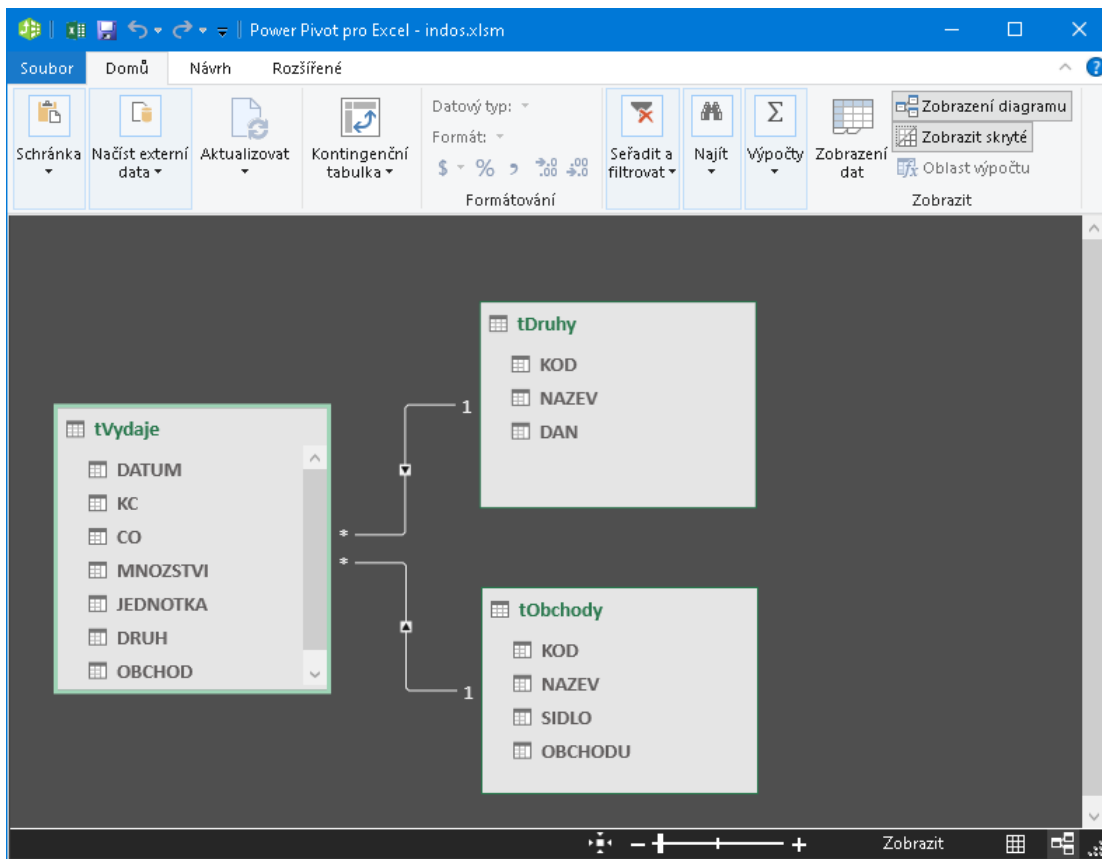 Power Pivot pro Excel - indos.xlsm
Soubor Domů Návrh Rozšířené
Schránka
Načíst externí data
Aktualizovat
Kontingenční tabulka
Datový typ:
Formát:
$ % , ,00 ,00
Formátování
Seřadit a filtrovat
Najít
Výpočty
Zobrazení dat
Zobrazení diagramu
Zobrazit skryté
Oblast výpočtu
Zobrazit
tDruhy
KOD
NAZEV
DAN
1
tVydaje
DATUM
KC
CO
MNOZSTVI
JEDNOTKA
DRUH
OBCHOD
*
*
tObchody
KOD
NAZEV
SIDLO
OBCHODU
1
Zobrazit